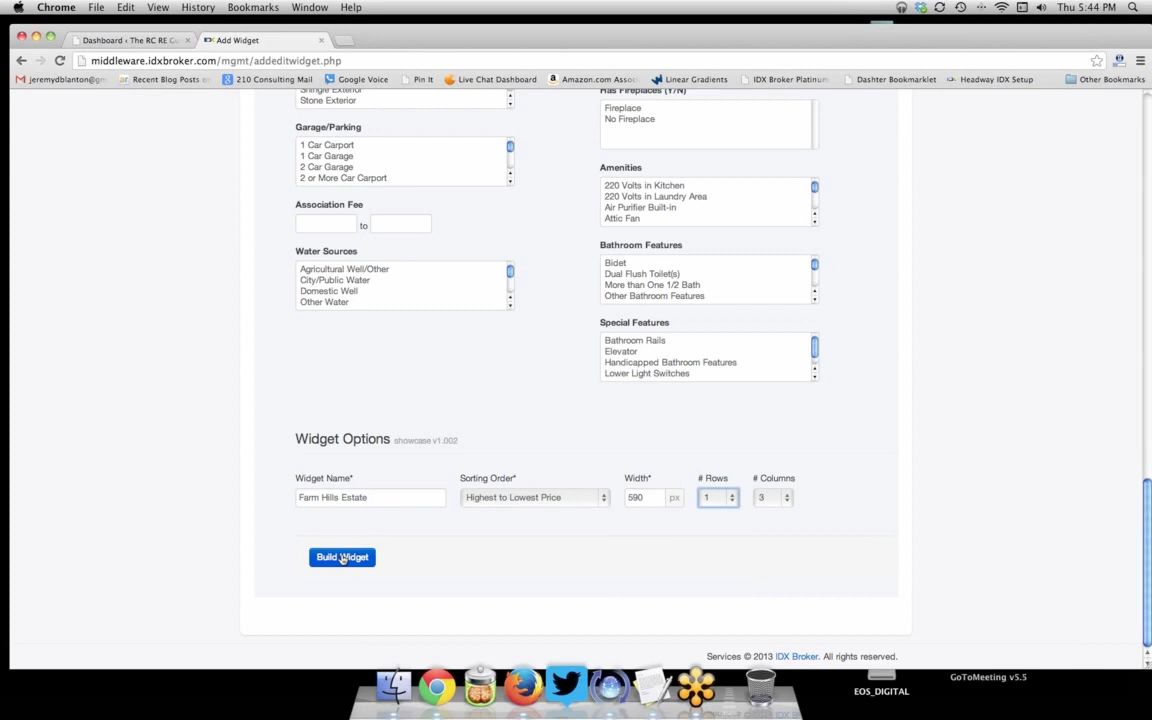 Chrome File Edit View History Bookmarks Window Help
Thu 5:44 PM
Dashboard ‹ The RC RE Gu
Add Widget
middleware.idxbroker.com/mgmt/addeditwidget.php
jeremydblanton@gm
Recent Blog Posts an
210 Consulting Mail
Google Voice
Pin It
Live Chat Dashboard
Amazon.com Assoc
Linear Gradients
IDX Broker Platinum
Dashter Bookmarklet
Headway IDX Setup
Other Bookmarks
Shingle Exterior
Stone Exterior
Garage/Parking
1 Car Carport
1 Car Garage
2 Car Garage
2 or More Car Carport
Association Fee
to
Water Sources
Agricultural Well/Other
City/Public Water
Domestic Well
Other Water
Has Fireplaces (Y/N)
Fireplace
No Fireplace
Amenities
220 Volts in Kitchen
220 Volts in Laundry Area
Air Purifier Built-in
Attic Fan
Bathroom Features
Bidet
Dual Flush Toilet(s)
More than One 1/2 Bath
Other Bathroom Features
Special Features
Bathroom Rails
Elevator
Handicapped Bathroom Features
Lower Light Switches
Widget Options showcase v1.002
Widget Name* Sorting Order* Width* # Rows # Columns
Farm Hills Estate Highest to Lowest Price 590 px 1 3
Build Widget
Services © 2013 IDX Broker. All rights reserved.
EOS_DIGITAL
GoToMeeting v5.5